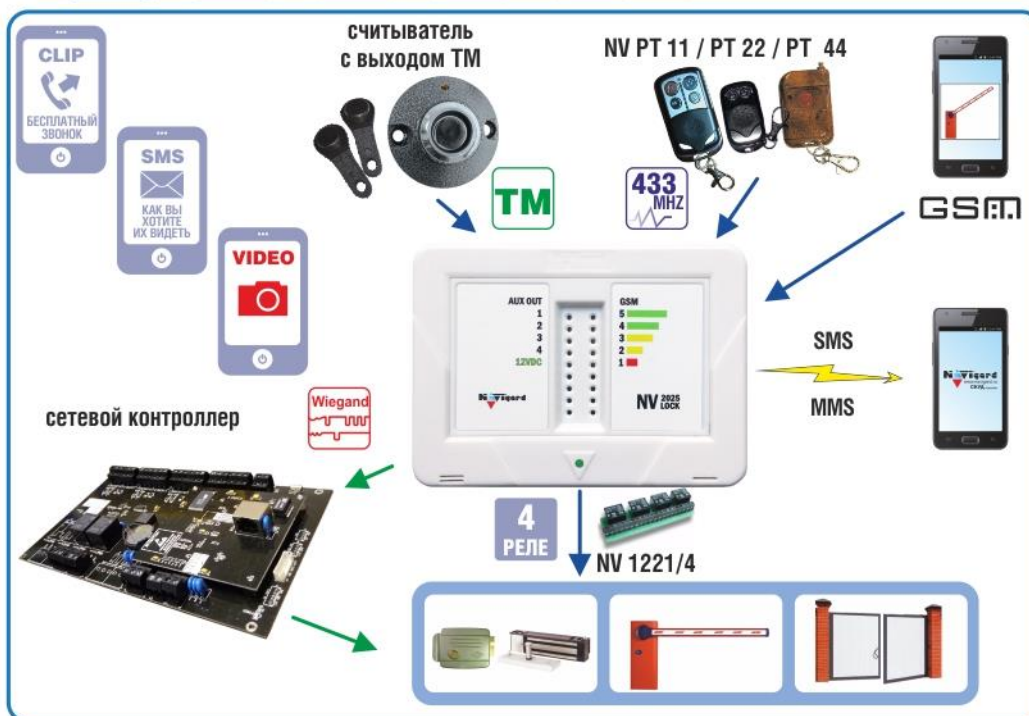 CLIP
БЕСПЛАТНЫЙ
ЗВОНОК
SMS
КАК ВЫ
ХОТИТЕ
ИХ ВИДЕТЬ
VIDEO
считыватель
с выходом ТМ
TM
NV PT 11 / PT 22 / PT 44
433
MHZ
GSM
AUX OUT
1
2
3
4
12VDC
Navigard
GSM
5
4
3
2
1
NV 2025
LOCK
SMS
MMS
Navigard
сетевой контроллер
Wiegand
4
РЕЛЕ
NV 1221/4